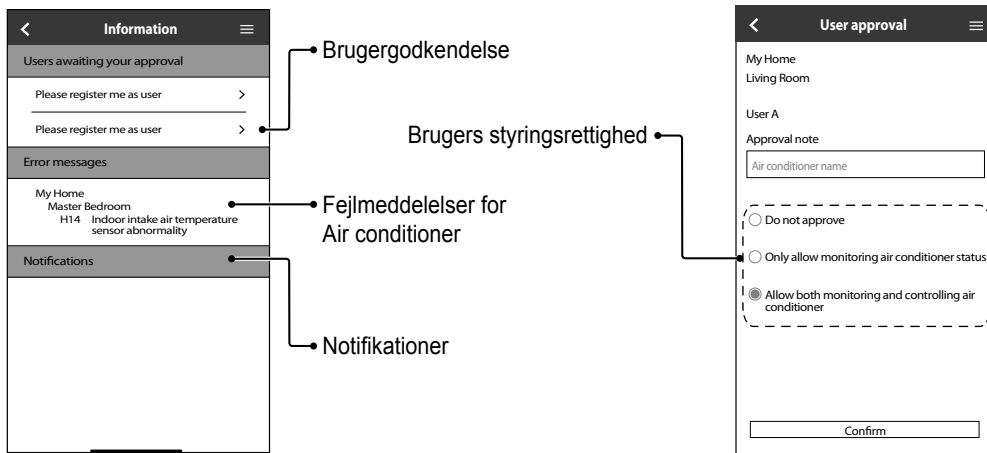 Information
Users awaiting your approval
Please register me as user
Please register me as user
Error messages
My Home
Master Bedroom
H14 Indoor intake air temperature
sensor abnormality
Notifications
Brugergodkendelse
Brugers styringsrettighed
Fejlmeddelelser for
Air conditioner
Notifikationer
User approval
My Home
Living Room
User A
Approval note
Air conditioner name
Do not approve
Only allow monitoring air conditioner status
Allow both monitoring and controlling air
conditioner
Confirm